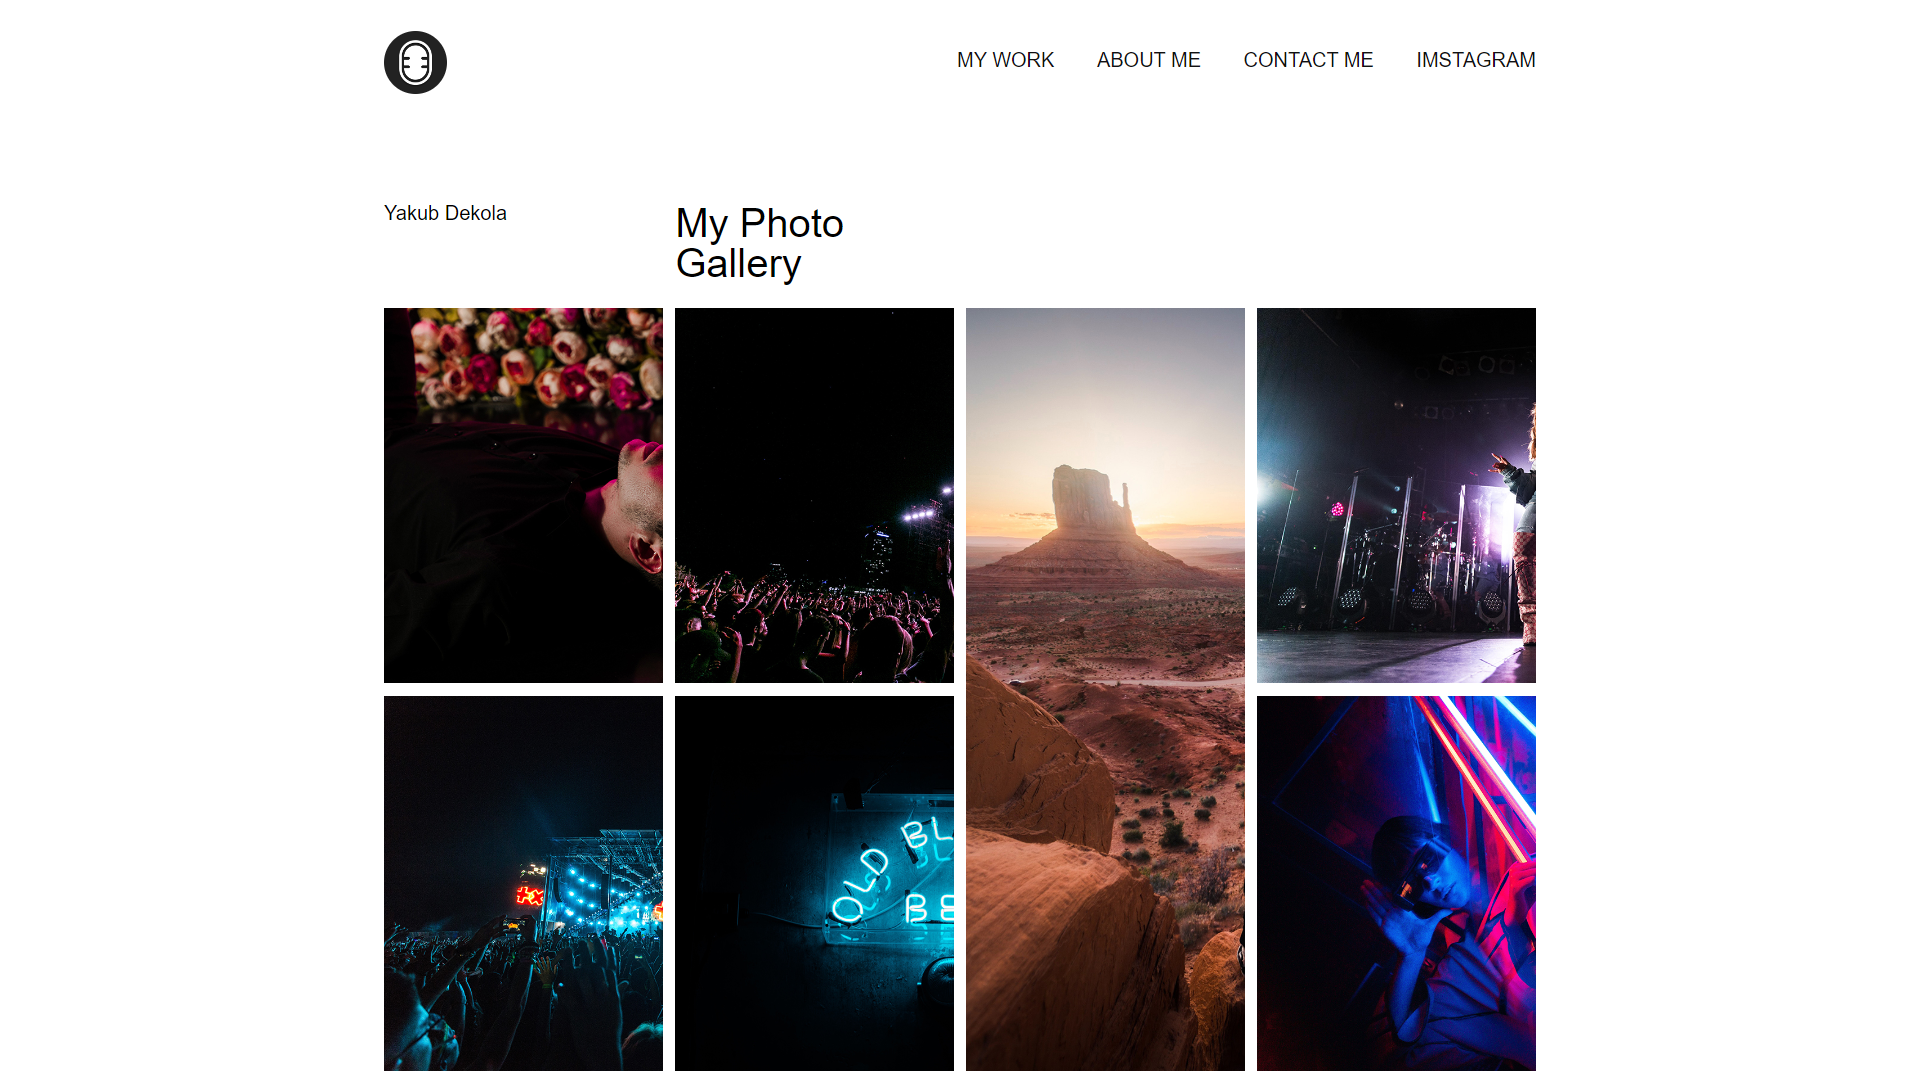 MY WORK ABOUT ME CONTACT ME IMSTAGRAM
Yakub Dekola
My Photo
Gallery
OLD BL
BE